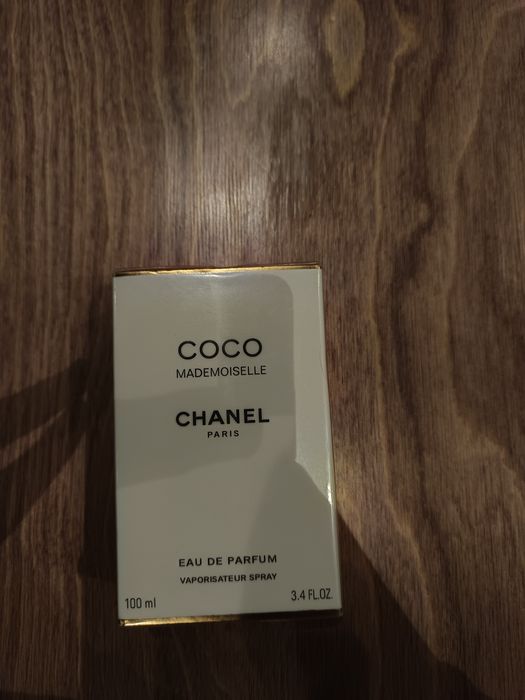 COCO
MADEMOISELLE
CHANEL
PARIS
EAU DE PARFUM
VAPORISATEUR SPRAY
100 ml 3.4 FL.OZ.